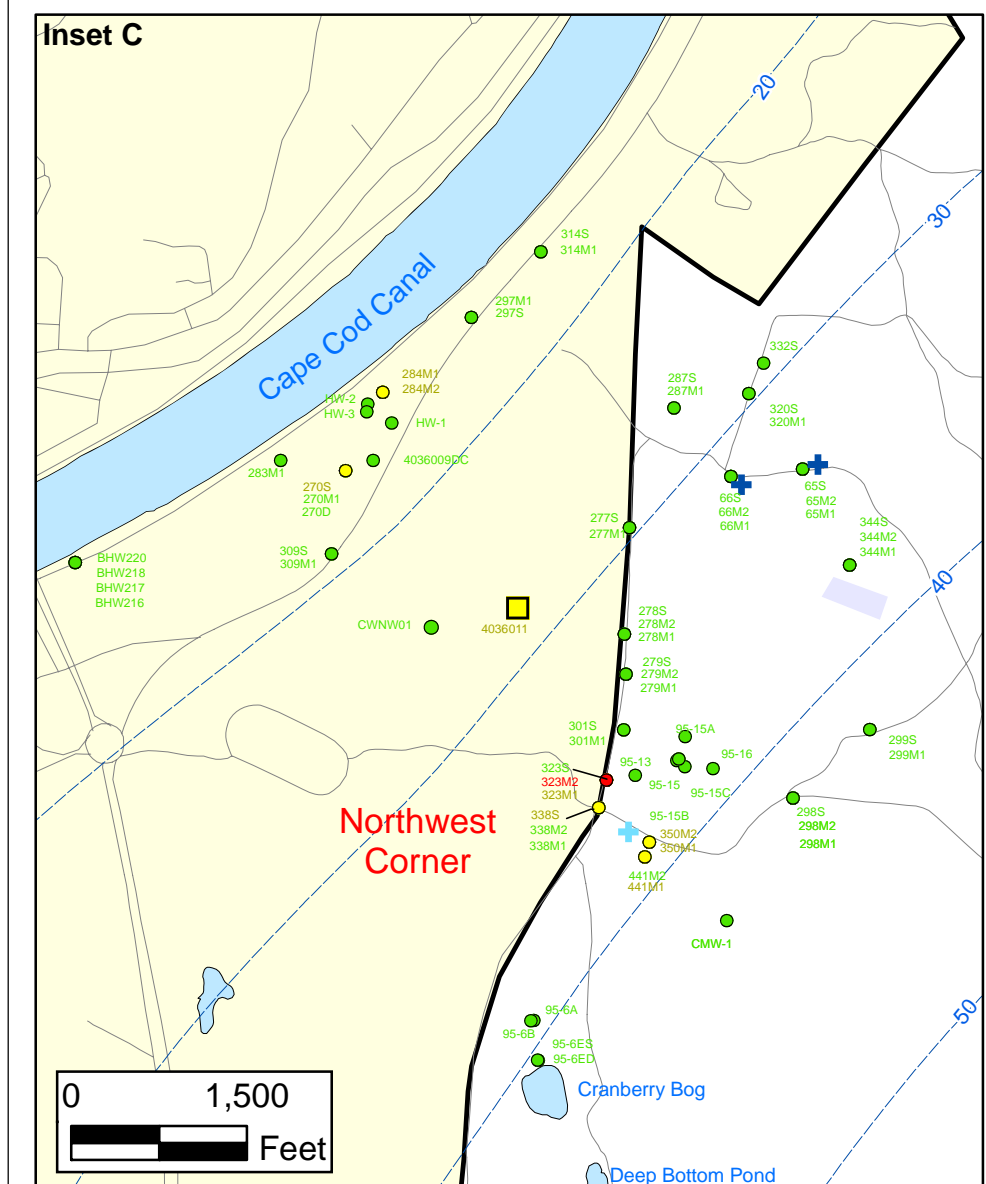 Inset C
20
30
314S
314M1
Cape Cod Canal
297M1
297S
332S
284M1
284M2
287S
287M1
HW-2
HW-3
HW-1
320S
320M1
283M1
4036009DC
270S
270M1
270D
66S
66M2
66M1
65S
65M2
65M1
344S
344M2
344M1
277S
277M1
309S
309M1
BHW220
BHW218
BHW217
BHW216
40
CWNW01
4036011
278S
278M2
278M1
279S
279M2
279M1
301S
301M1
95-15A
299S
299M1
95-13
95-16
323S
323M2
323M1
95-15
95-15C
Northwest
Corner
338S
338M2
338M1
95-15B
298S
298M2
298M1
350M2
350M1
441M2
441M1
CMW-1
50
95-6A
95-6B
95-6ES
95-6ED
Cranberry Bog
0 1,500
Feet
Deep Bottom Pond